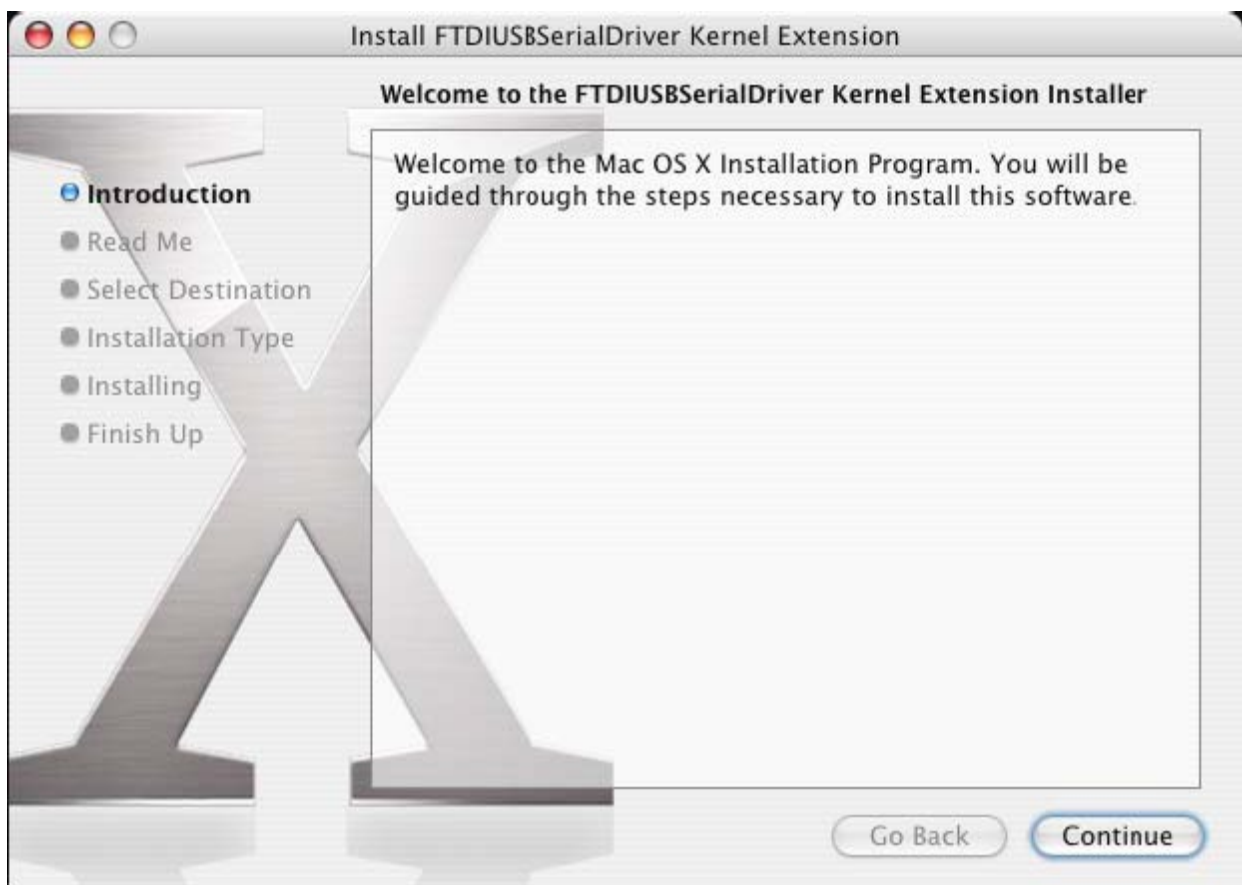 Install FTDIUSBSerialDriver Kernel Extension
Welcome to the FTDIUSBSerialDriver Kernel Extension Installer
Introduction
Read Me
Select Destination
Installation Type
Installing
Finish Up
Welcome to the Mac OS X Installation Program. You will be
guided through the steps necessary to install this software.
Go Back
Continue